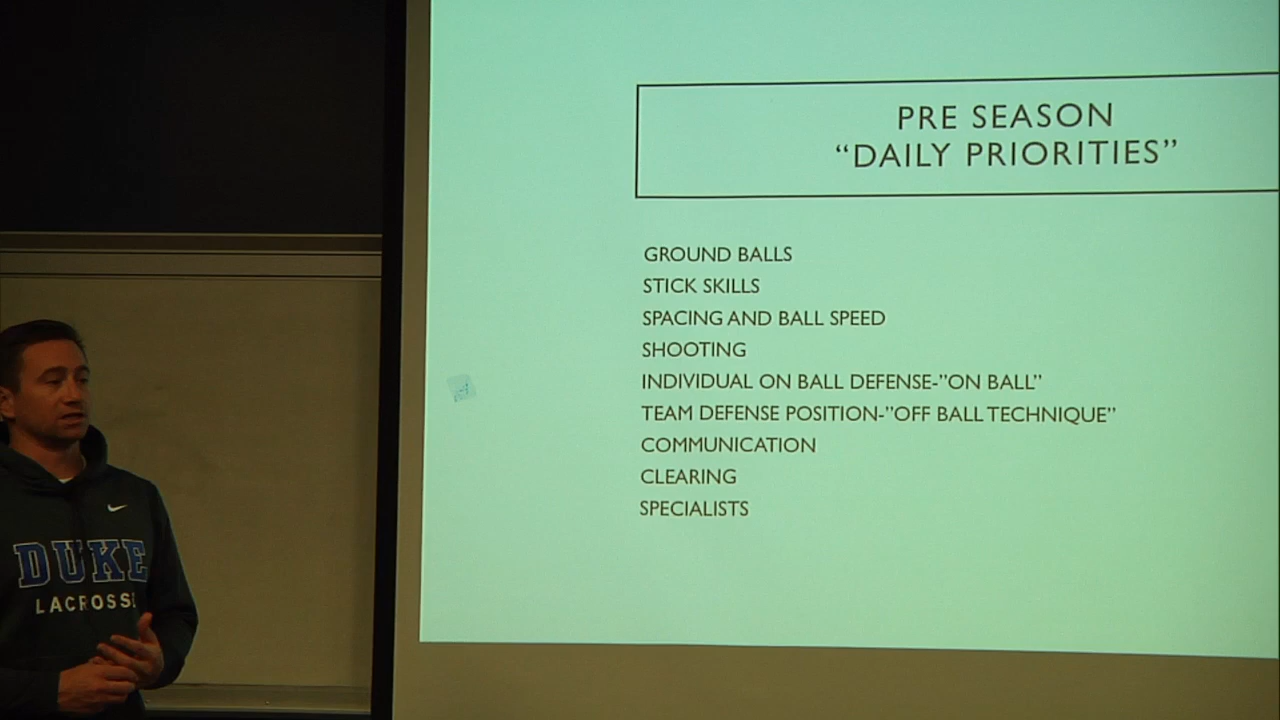 PRE SEASON
“DAILY PRIORITIES”
GROUND BALLS
STICK SKILLS
SPACING AND BALL SPEED
SHOOTING
INDIVIDUAL ON BALL DEFENSE-”ON BALL”
TEAM DEFENSE POSITION-”OFF BALL TECHNIQUE”
COMMUNICATION
CLEARING
SPECIALISTS
DUKE
LACROSSE